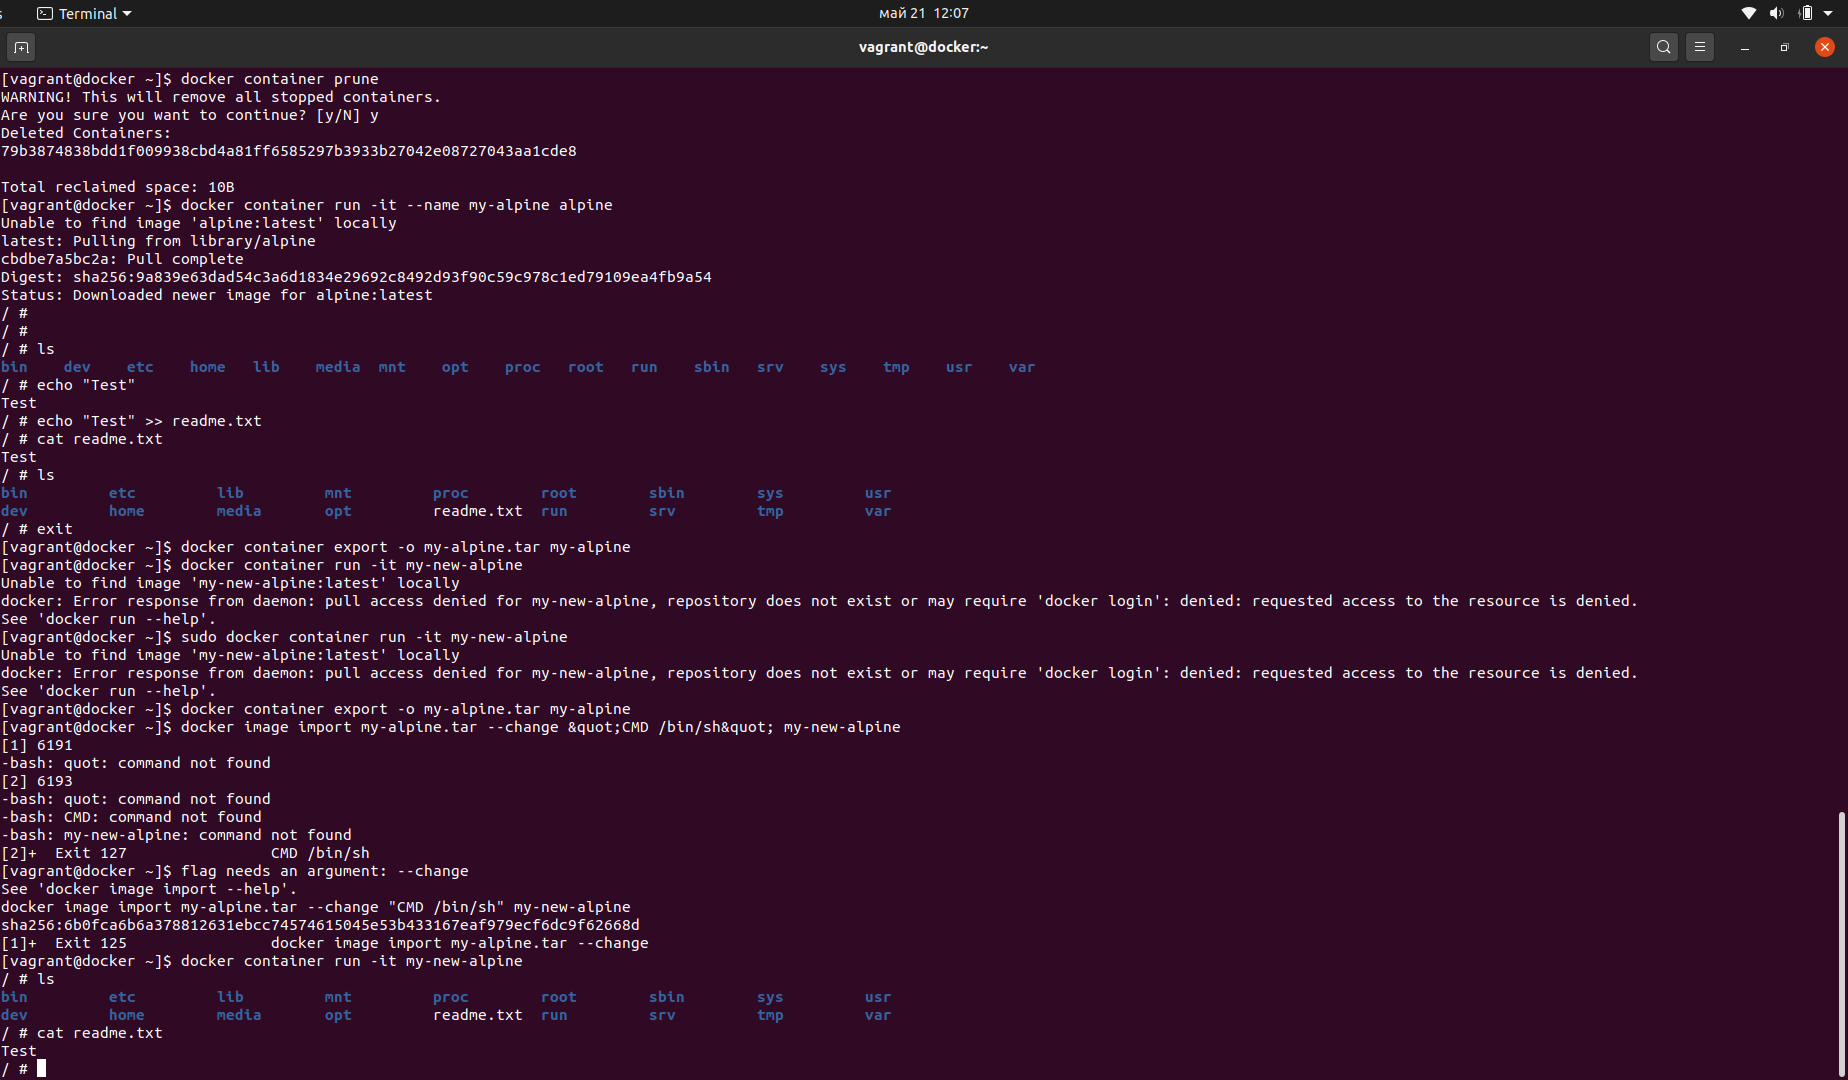 Terminal
май 21 12:07
vagrant@docker:~
[vagrant@docker ~]$ docker container prune
WARNING! This will remove all stopped containers.
Are you sure you want to continue? [y/N] y
Deleted Containers:
79b3874838bdd1f009938cbd4a81ff6585297b3933b27042e08727043aa1cde8
Total reclaimed space: 10B
[vagrant@docker ~]$ docker container run -it --name my-alpine alpine
Unable to find image 'alpine:latest' locally
latest: Pulling from library/alpine
cbdbe7a5bc2a: Pull complete
Digest: sha256:9a839e63dad54c3a6d1834e29692c8492d93f90c59c978c1ed79109ea4fb9a54
Status: Downloaded newer image for alpine:latest
/ #
/ #
/ # ls
bin dev etc home lib media mnt opt proc root run sbin srv sys tmp usr var
/ # echo "Test"
Test
/ # echo "Test" >> readme.txt
/ # cat readme.txt
Test
/ # ls
bin etc lib mnt proc root sbin sys usr
dev home media opt readme.txt run srv tmp var
/ # exit
[vagrant@docker ~]$ docker container export -o my-alpine.tar my-alpine
[vagrant@docker ~]$ docker container run -it my-new-alpine
Unable to find image 'my-new-alpine:latest' locally
docker: Error response from daemon: pull access denied for my-new-alpine, repository does not exist or may require 'docker login': denied: requested access to the resource is denied.
See 'docker run --help'.
[vagrant@docker ~]$ sudo docker container run -it my-new-alpine
Unable to find image 'my-new-alpine:latest' locally
docker: Error response from daemon: pull access denied for my-new-alpine, repository does not exist or may require 'docker login': denied: requested access to the resource is denied.
See 'docker run --help'.
[vagrant@docker ~]$ docker container export -o my-alpine.tar my-alpine
[vagrant@docker ~]$ docker image import my-alpine.tar --change &quot;CMD /bin/sh&quot; my-new-alpine
[1] 6191
-bash: quot: command not found
[2] 6193
-bash: quot: command not found
-bash: CMD: command not found
-bash: my-new-alpine: command not found
[2]+  Exit 127                CMD /bin/sh
[vagrant@docker ~]$ flag needs an argument: --change
See 'docker image import --help'.
docker image import my-alpine.tar --change "CMD /bin/sh" my-new-alpine
sha256:6b0fca6b6a378812631ebcc74574615045e53b433167eaf979ecf6dc9f62668d
[1]+  Exit 125                docker image import my-alpine.tar --change
[vagrant@docker ~]$ docker container run -it my-new-alpine
/ # ls
bin etc lib mnt proc root sbin sys usr
dev home media opt readme.txt run srv tmp var
/ # cat readme.txt
Test
/ #